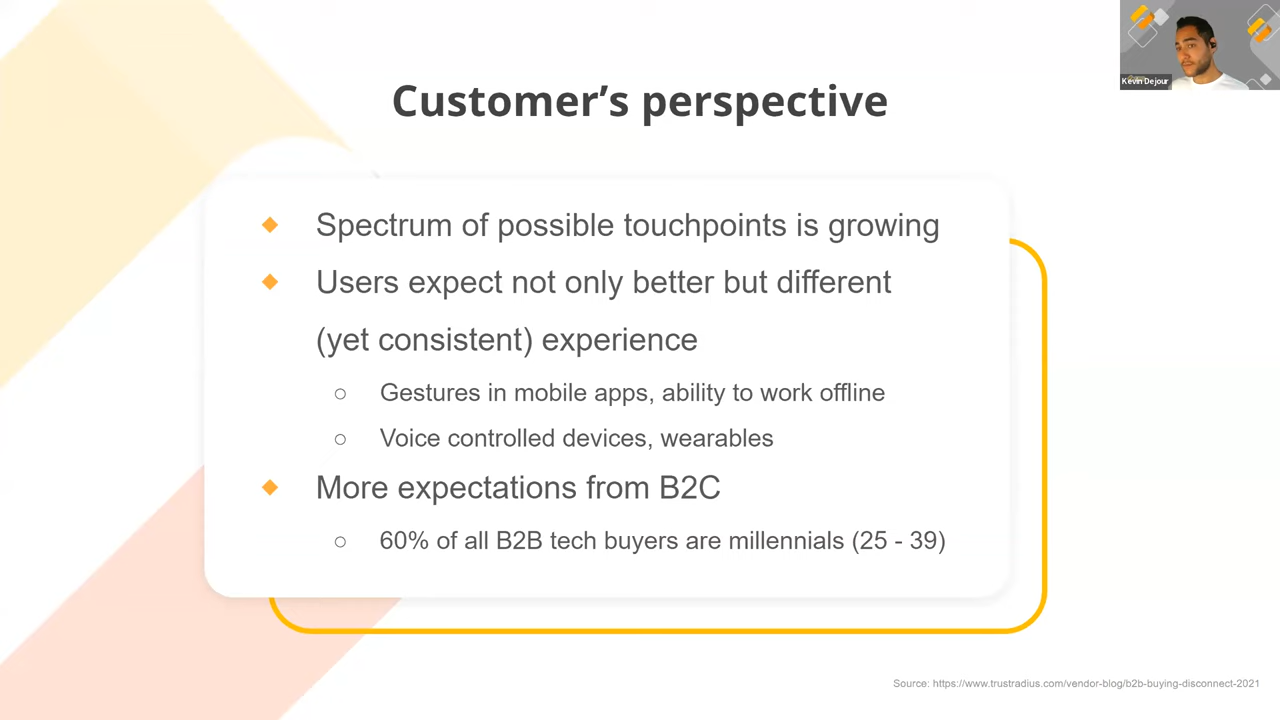 Kevin Dejour
Customer’s perspective
Spectrum of possible touchpoints is growing
Users expect not only better but different
(yet consistent) experience
Gestures in mobile apps, ability to work offline
Voice controlled devices, wearables
More expectations from B2C
60% of all B2B tech buyers are millennials (25 - 39)
Source: https://www.trustradius.com/vendor-blog/b2b-buying-disconnect-2021